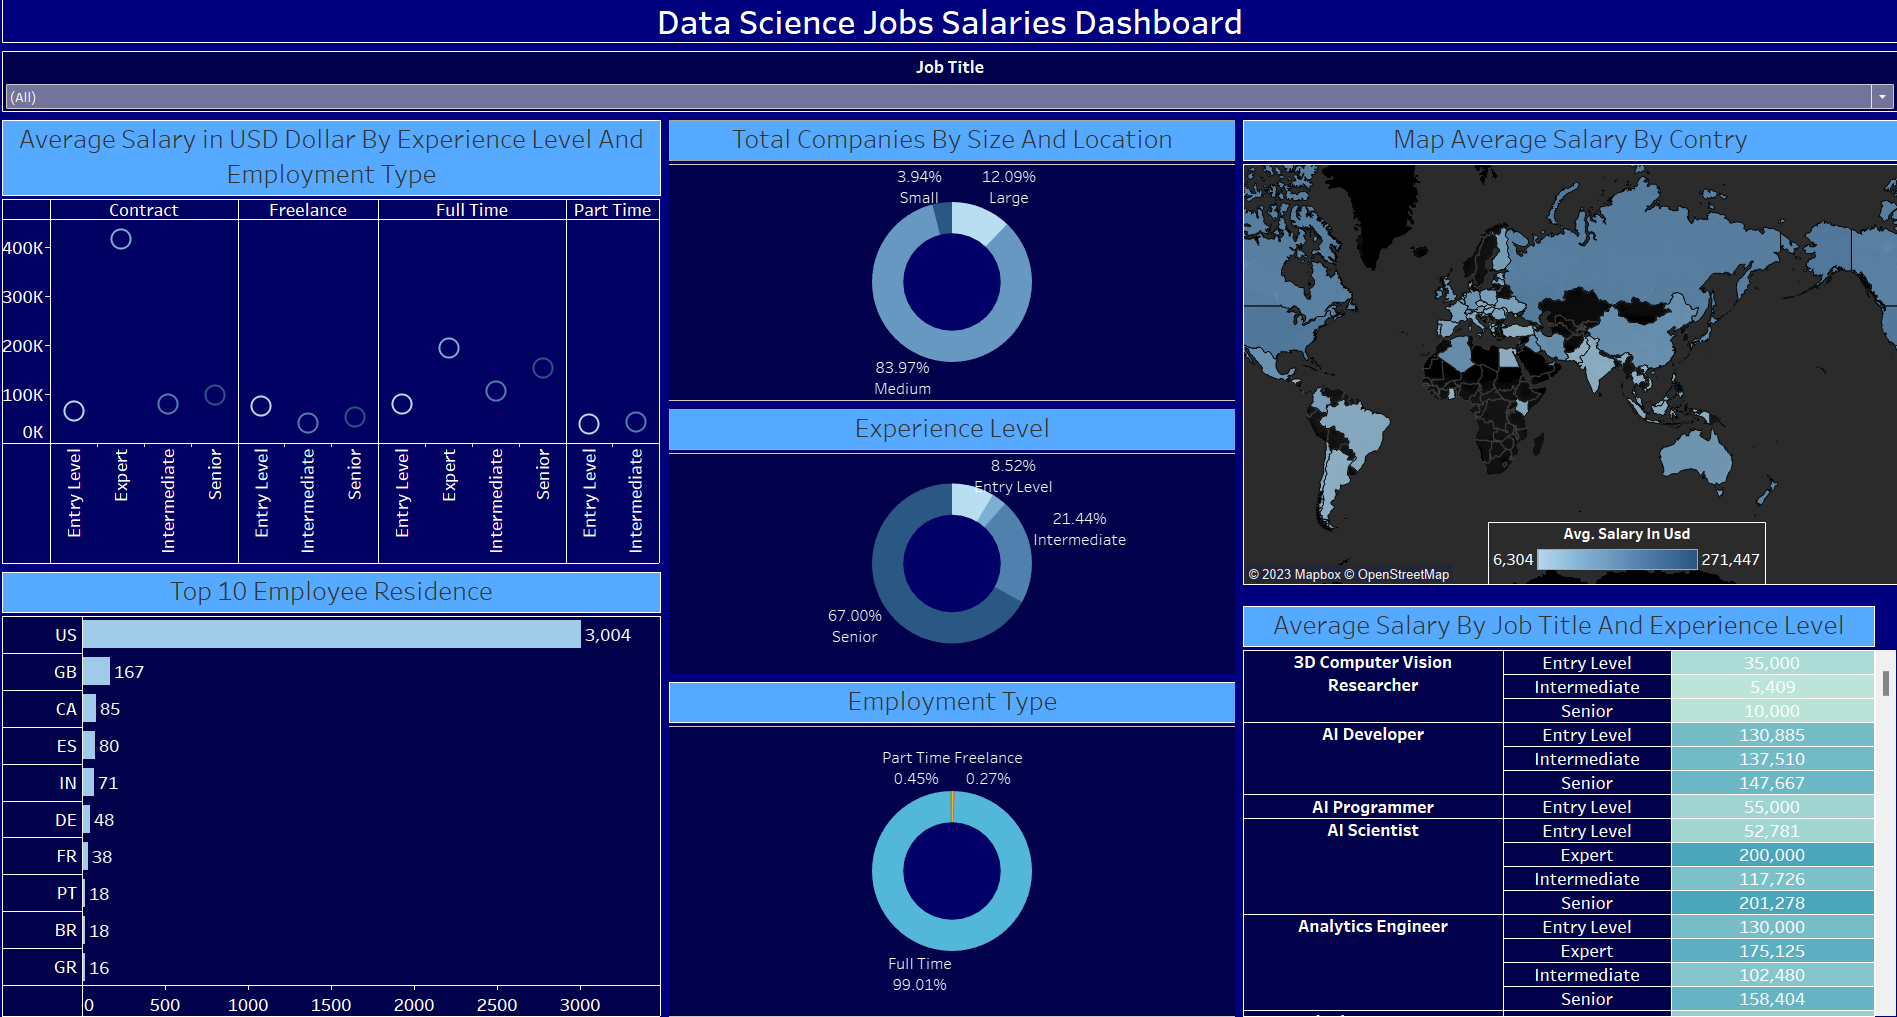 Data Science Jobs Salaries Dashboard
Job Title
(All)
Average Salary in USD Dollar By Experience Level And
Employment Type
Contract
Freelance
Full Time
Part Time
400K
300K
200K
100K
0K
Entry Level
Expert
Intermediate
Senior
Entry Level
Intermediate
Senior
Entry Level
Expert
Intermediate
Senior
Entry Level
Intermediate
Top 10 Employee Residence
US 3,004
GB 167
CA 85
ES 80
IN 71
DE 48
FR 38
PT 18
BR 18
GR 16
0 500 1000 1500 2000 2500 3000
Total Companies By Size And Location
3.94%
Small
12.09%
Large
83.97%
Medium
Experience Level
8.52%
Entry Level
21.44%
Intermediate
67.00%
Senior
Employment Type
Part Time Freelance
0.45% 0.27%
Full Time
99.01%
Map Average Salary By Contry
Avg. Salary In Usd
6,304 271,447
© 2023 Mapbox © OpenStreetMap
Average Salary By Job Title And Experience Level
3D Computer Vision
Researcher
Entry Level 35,000
Intermediate 5,409
Senior 10,000
AI Developer Entry Level 130,885
Intermediate 137,510
Senior 147,667
AI Programmer Entry Level 55,000
AI Scientist Entry Level 52,781
Expert 200,000
Intermediate 117,726
Senior 201,278
Analytics Engineer Entry Level 130,000
Expert 175,125
Intermediate 102,480
Senior 158,404